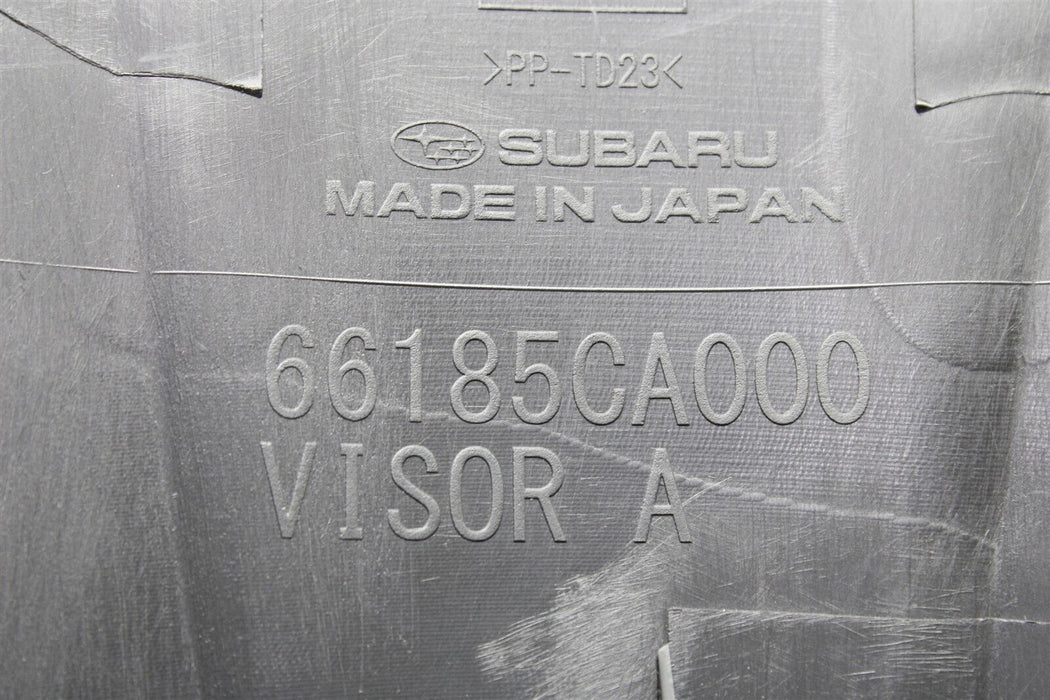 >PP-TD23<
SUBARU
MADE IN JAPAN
66185CA000
VISOR A